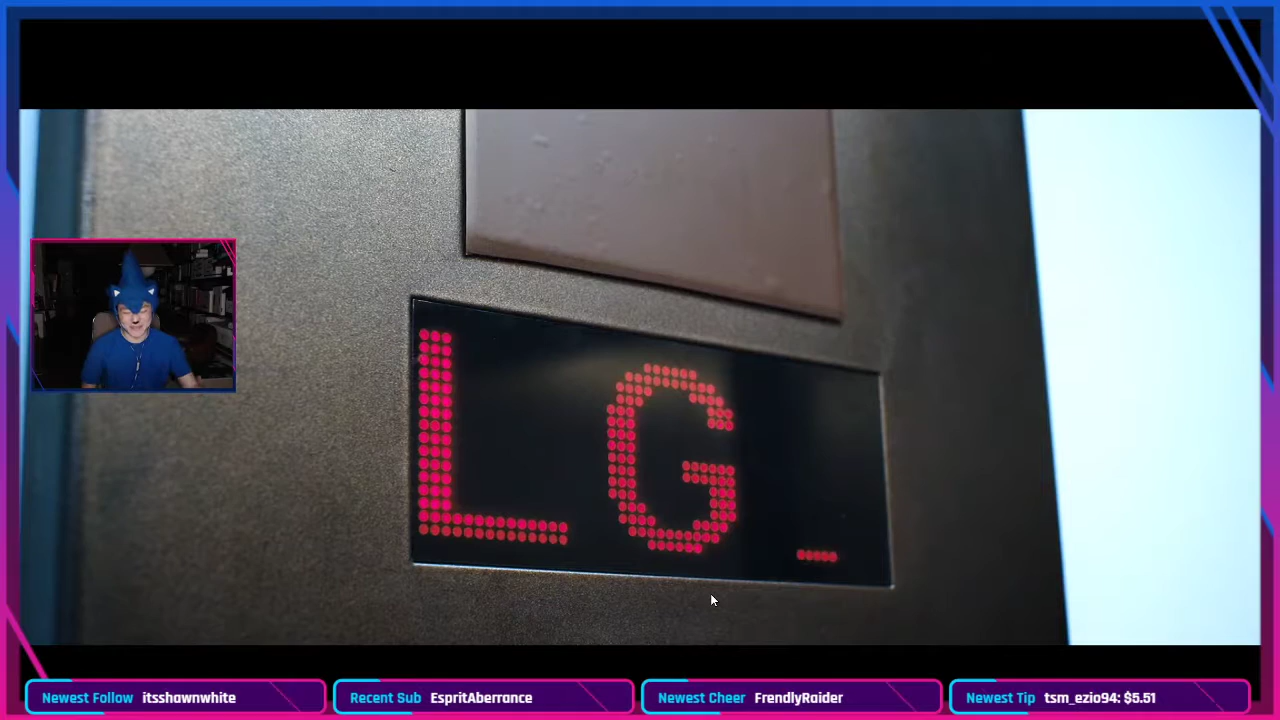 LG_
Newest Follow itsshawnwhite
Recent Sub EspritAberrance
Newest Cheer FrendlyRaider
Newest Tip tsm_ezio94: $5.51